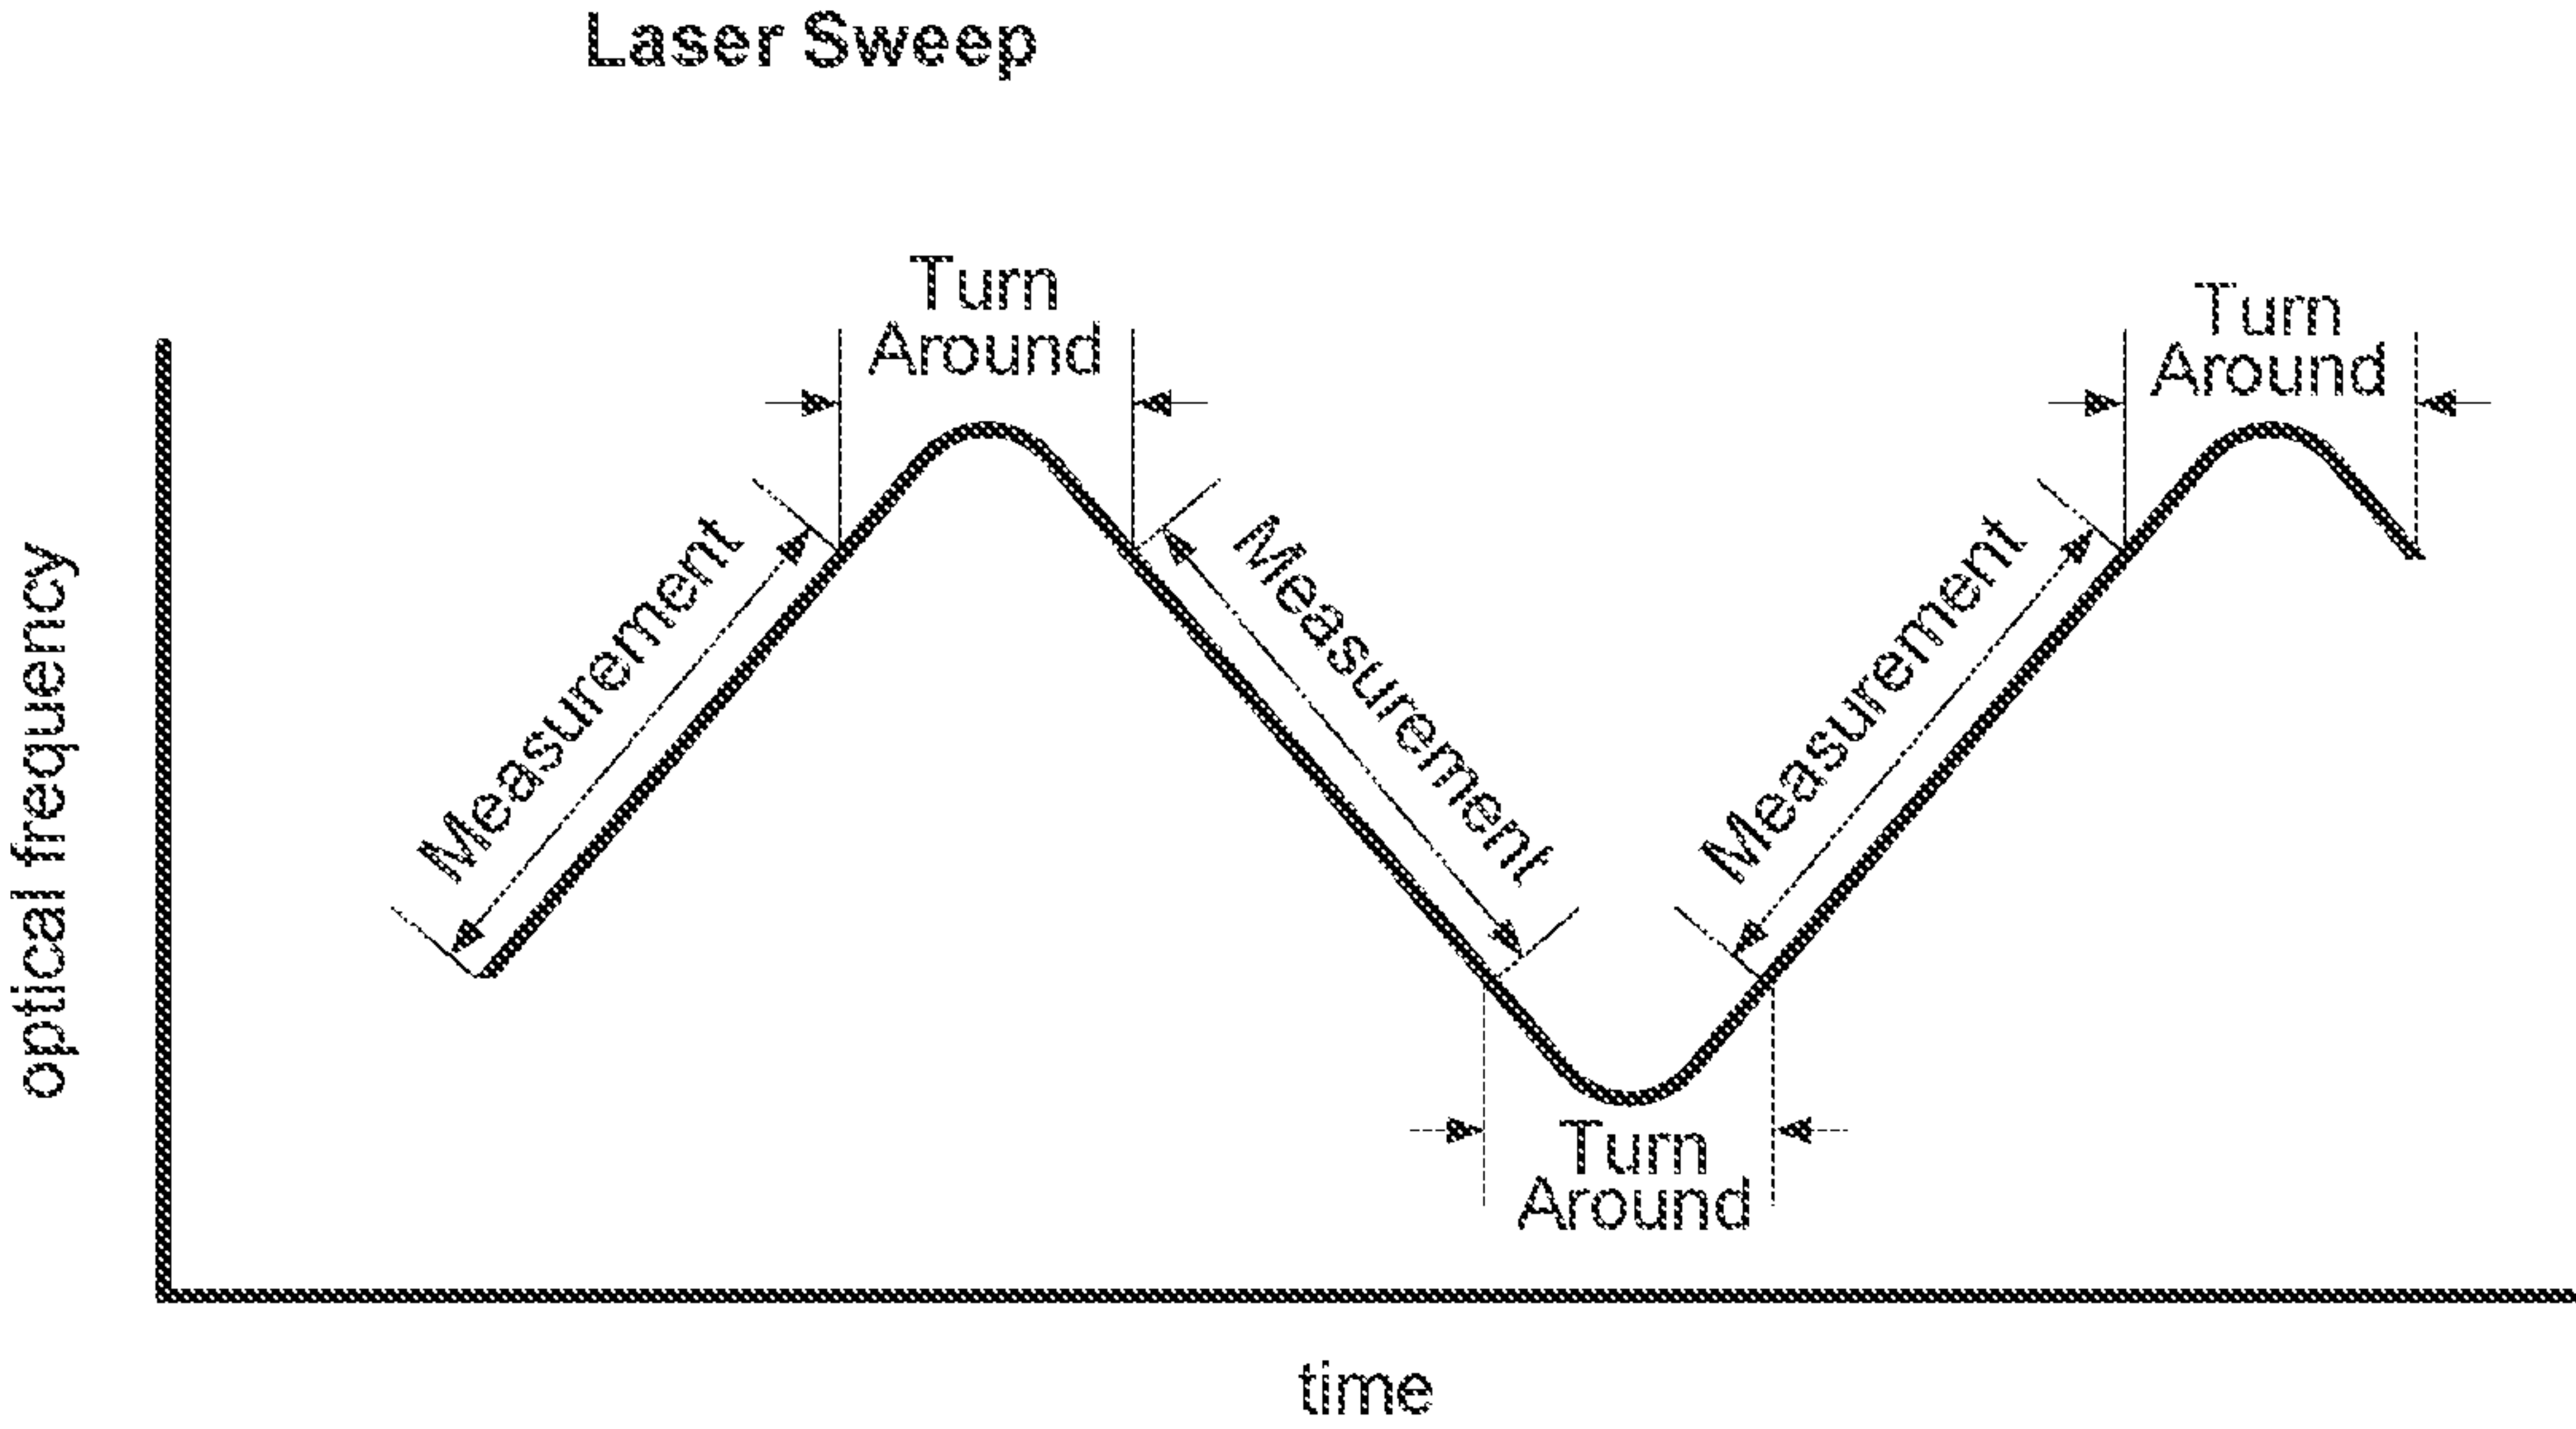 Laser Sweep
Turn
Around
Turn
Around
Measurement
Measurement
Measurement
optical frequency
Turn
Around
time